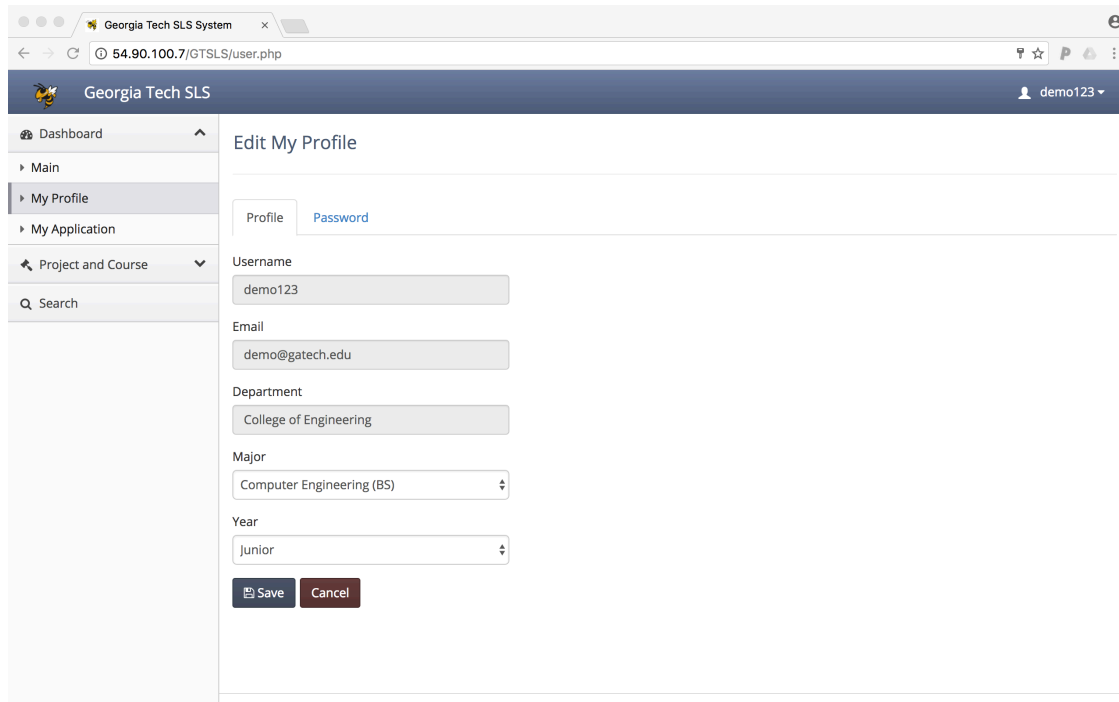 Georgia Tech SLS System
54.90.100.7/GTSLS/user.php
Georgia Tech SLS
demo123
Dashboard
Main
My Profile
My Application
Project and Course
Search
Edit My Profile
Profile Password
Username
demo123
Email
demo@gatech.edu
Department
College of Engineering
Major
Computer Engineering (BS)
Year
Junior
Save Cancel